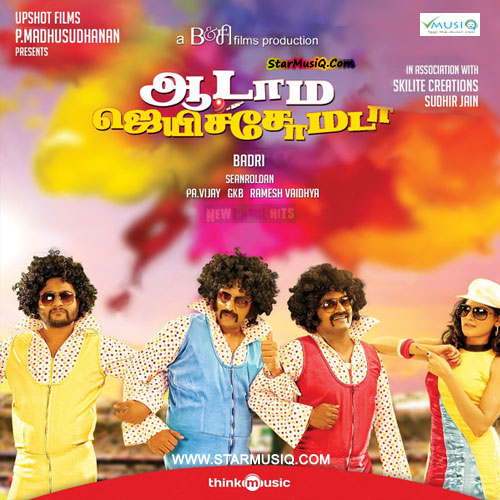 UPSHOT FILMS
P.MADHUSUDHANAN
PRESENTS
a B&C films production
StarMusiQ.Com
VMUSIQ
IN ASSOCIATION WITH
SKILITE CREATIONS
SUDHIR JAIN
ஆடாம
ஜெயிச்சோமடா
BADRI
SEANROLDAN
PA.VIJAY GKB RAMESH VAIDHYA
WWW.STARMUSIQ.COM
think music